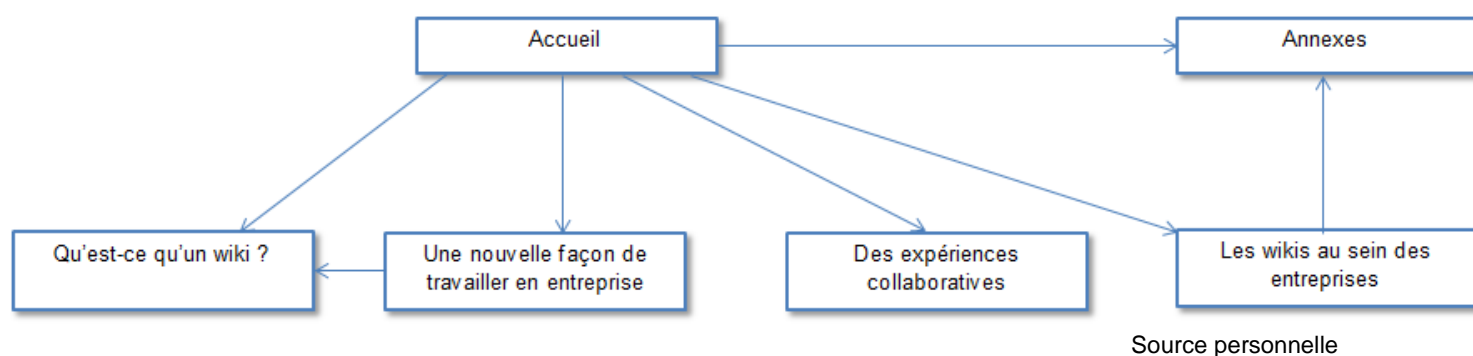 Accueil
Annexes
Qu'est-ce qu'un wiki ?
Une nouvelle façon de
travailler en entreprise
Des expériences
collaboratives
Les wikis au sein des
entreprises
Source personnelle